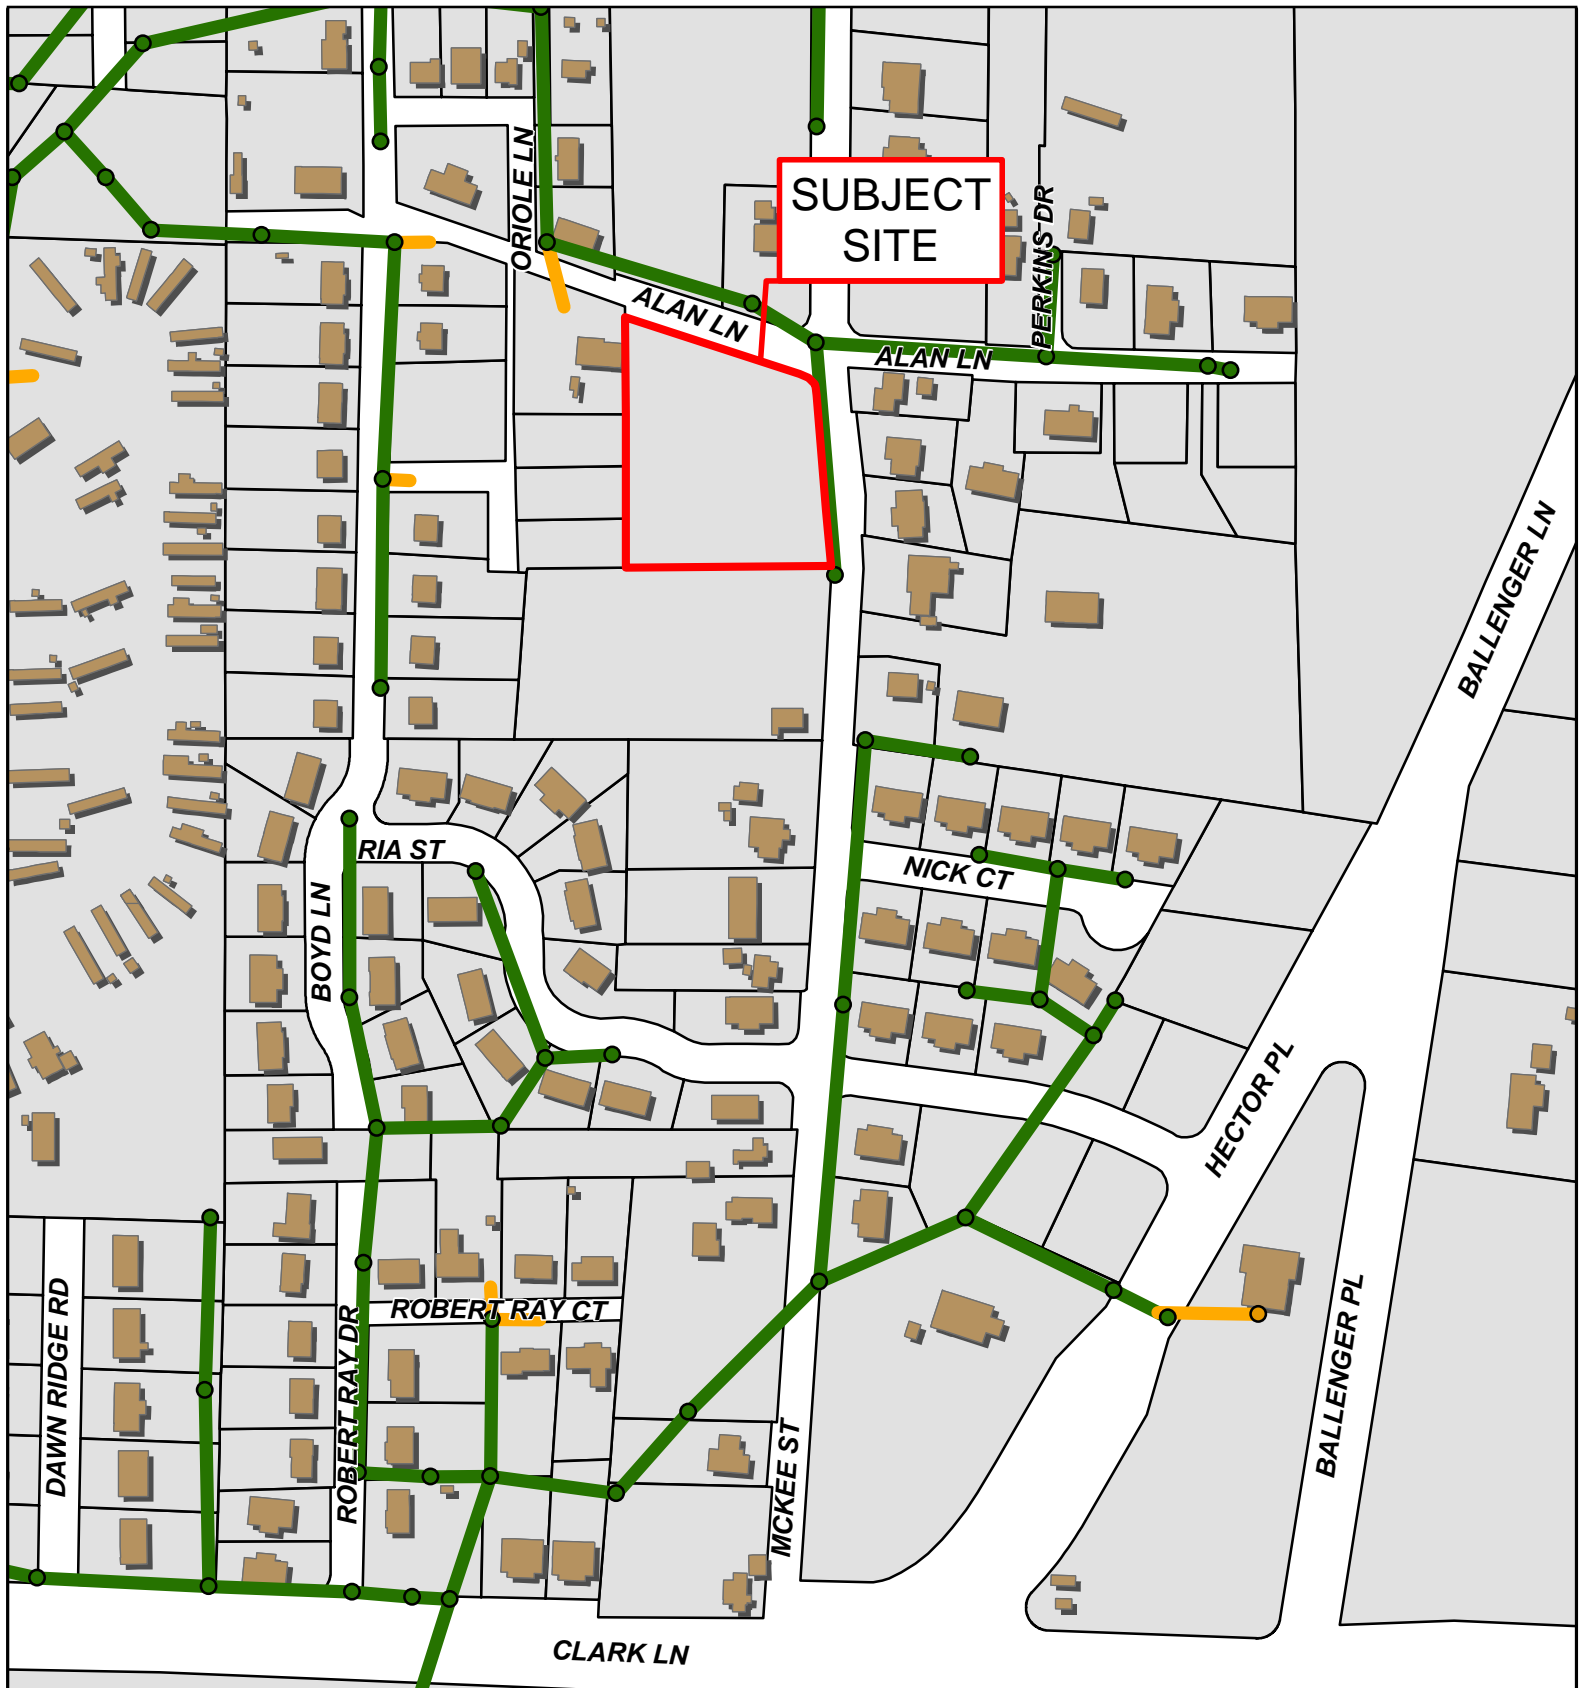 ORIOLE LN
SUBJECT
SITE
PERKINS DR
ALAN LN
ALAN LN
BALLENGER LN
RIA ST
NICK CT
BOYD LN
HECTOR PL
ROBERT RAY CT
DAWN RIDGE RD
ROBERT RAY DR
BALLENGER PL
MCKEE ST
CLARK LN